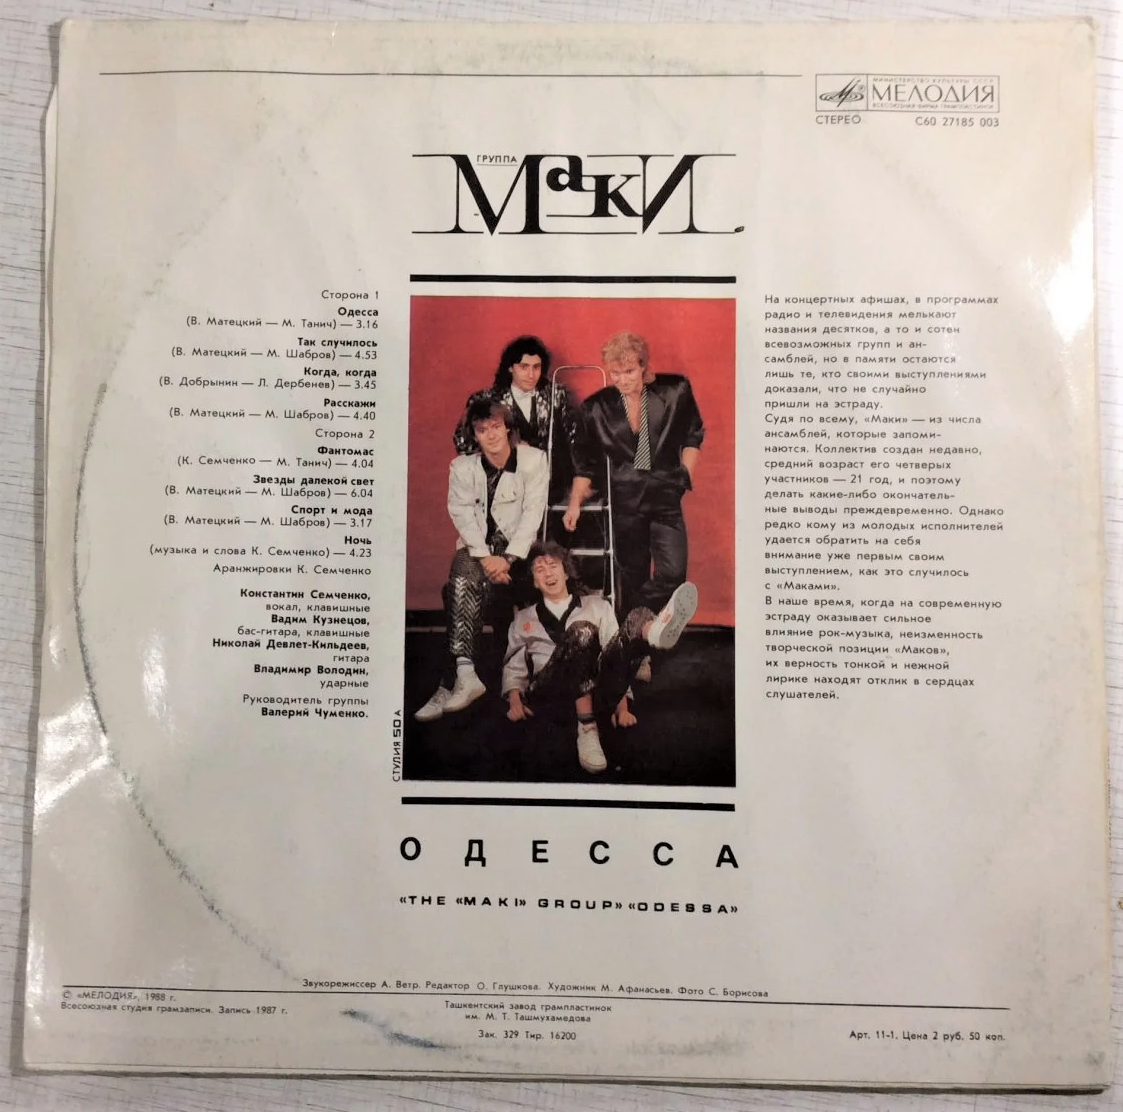 МИНИСТЕРСТВО КУЛЬТУРЫ СССР
МЕЛОДИЯ
ВСЕСОЮЗНАЯ ФИРМА ГРАМПЛАСТИНОК
СТЕРЕО С60 27185 003
ГРУППА
Маки
Сторона 1
Одесса
(В. Матецкий — М. Танич) — 3.16
Так случилось
(В. Матецкий — М. Шабров) — 4.53
Когда, когда
(В. Добрынин — Л. Дербенев) — 3.45
Расскажи
(В. Матецкий — М. Шабров) — 4.40
Сторона 2
Фантомас
(К. Семченко — М. Танич) — 4.04
Звезды далекой свет
(В. Матецкий — М. Шабров) — 6.04
Спорт и мода
(В. Матецкий — М. Шабров) — 3.17
Ночь
(музыка и слова К. Семченко) — 4.23
Аранжировки К. Семченко
Константин Семченко,
вокал, клавишные
Вадим Кузнецов,
бас-гитара, клавишные
Николай Девлет-Кильдеев,
гитара
Владимир Володин,
ударные
Руководитель группы
Валерий Чуменко.
СТУДИЯ 50 А
На концертных афишах, в программах
радио и телевидения мелькают
названия десятков, а то и сотен
всевозможных групп и ан-
самблей, но в памяти остаются
лишь те, кто своими выступлениями
доказали, что не случайно
пришли на эстраду.
Судя по всему, «Маки» — из числа
ансамблей, которые запоми-
наются. Коллектив создан недавно,
средний возраст его четверых
участников — 21 год, и поэтому
делать какие-либо окончатель-
ные выводы преждевременно. Однако
редко кому из молодых исполнителей
удается обратить на себя
внимание уже первым своим
выступлением, как это случилось
с «Маками».
В наше время, когда на современную
эстраду оказывает сильное
влияние рок-музыка, неизменность
творческой позиции «Маков»,
их верность тонкой и нежной
лирике находят отклик в сердцах
слушателей.
ОДЕССА
«THE «MAKI» GROUP» «ODESSA»
Звукорежиссер А. Ветр. Редактор О. Глушкова. Художник М. Афанасьев. Фото С. Борисова
© «МЕЛОДИЯ», 1988 г.
Всесоюзная студия грамзаписи. Запись 1987 г.
Ташкентский завод грампластинок
им. М. Т. Ташмухамедова
Зак. 329 Тир. 16200
Арт. 11-1. Цена 2 руб. 50 коп.